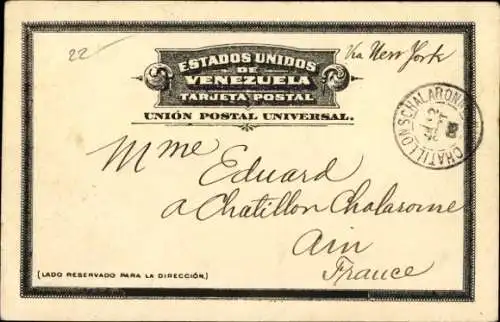 22
Via New York
ESTADOS UNIDOS
DE
VENEZUELA
TARJETA POSTAL
UNIÓN POSTAL UNIVERSAL.
CHATILLON S CHALARONNE
Mme Eduard
a Chatillon Chalarome
Ain
France
(LADO RESERVADO PARA LA DIRECCIÓN.)